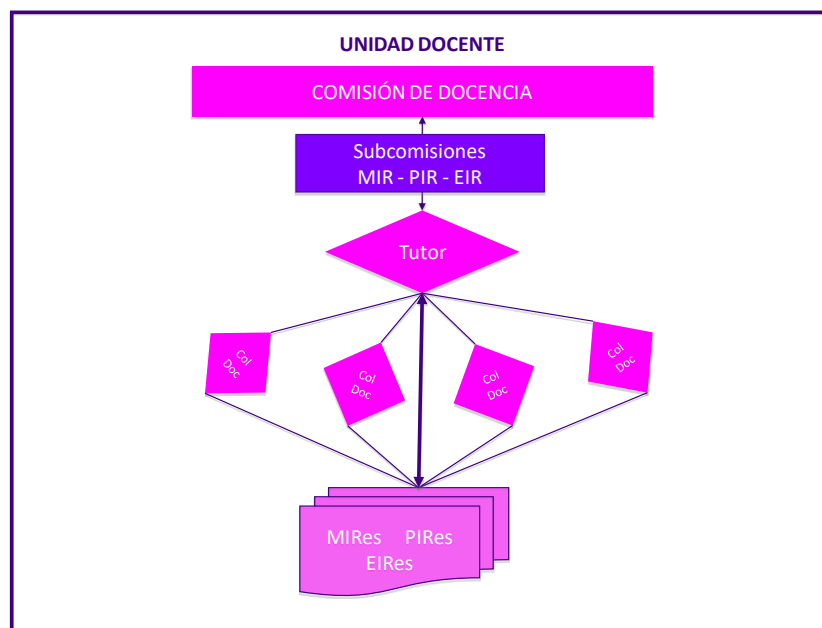 UNIDAD DOCENTE
COMISIÓN DE DOCENCIA
Subcomisiones
MIR - PIR - EIR
Tutor
Col
Doc
Col
Doc
Col
Doc
Col
Doc
MIRes PIRes
EIRes